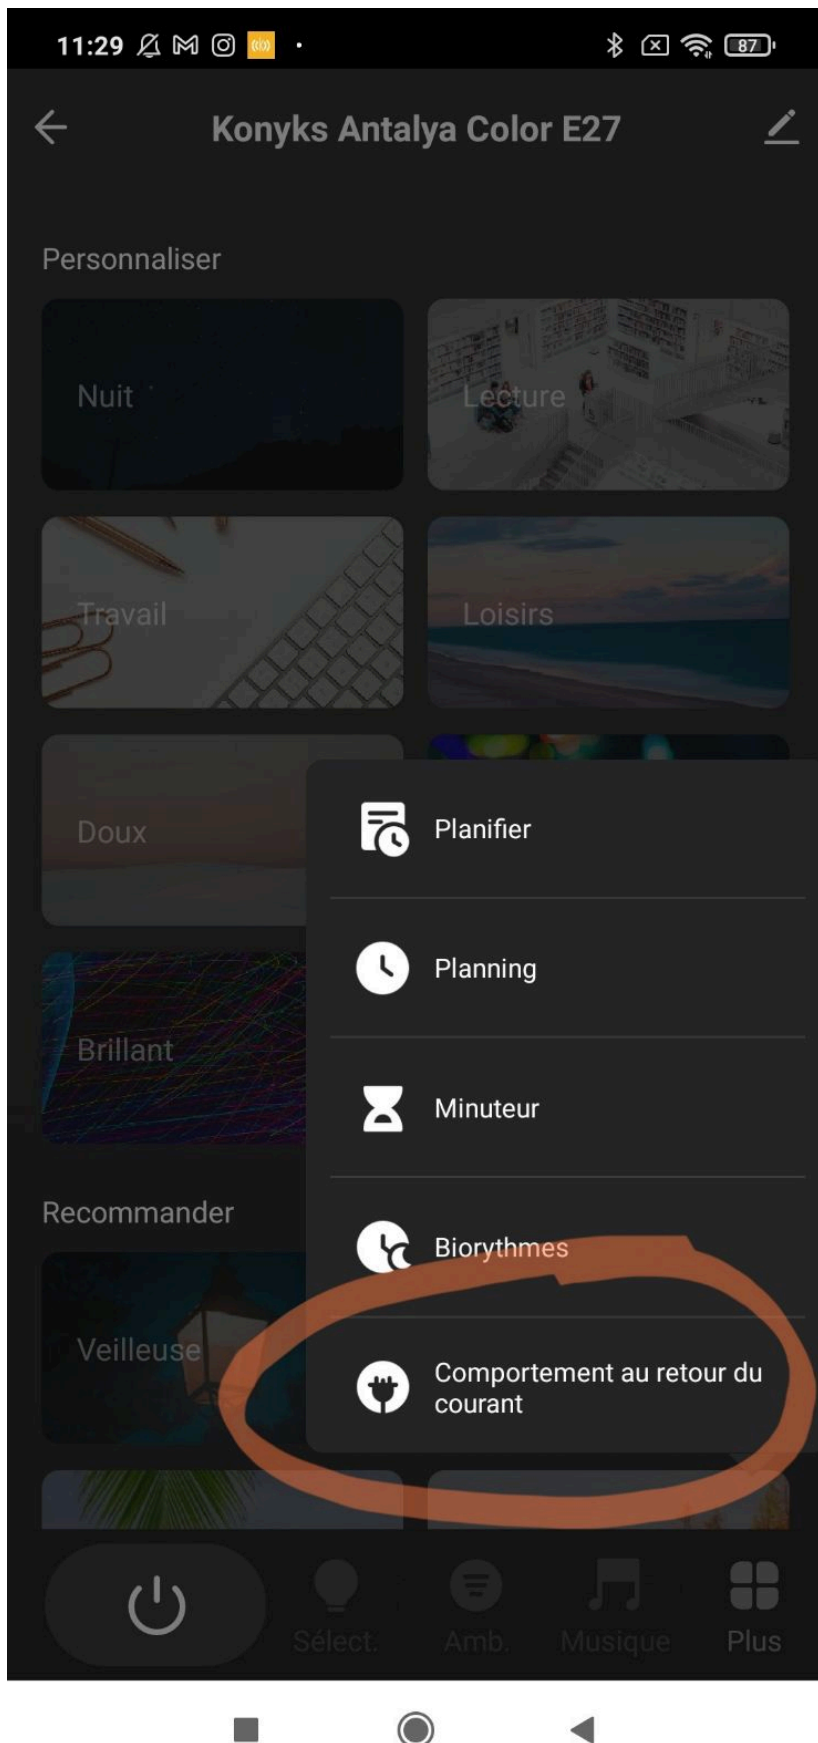 11:29
87
Konyks Antalya Color E27
Personnaliser
Nuit
Lecture
Travail
Loisirs
Doux
Planifier
Planning
Brillant
Minuteur
Recommander
Biorythmes
Veilleuse
Comportement au retour du
courant
Sélect.
Amb.
Musique
Plus